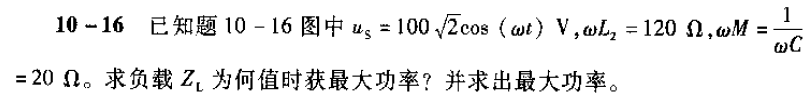 10-16 已知题 10-16 图中 u_S = 100√2cos (ωt) V,ωL₂ = 120 Ω,ωM = 1/(ωC)
= 20 Ω。求负载 Z_L 为何值时获最大功率? 并求出最大功率。